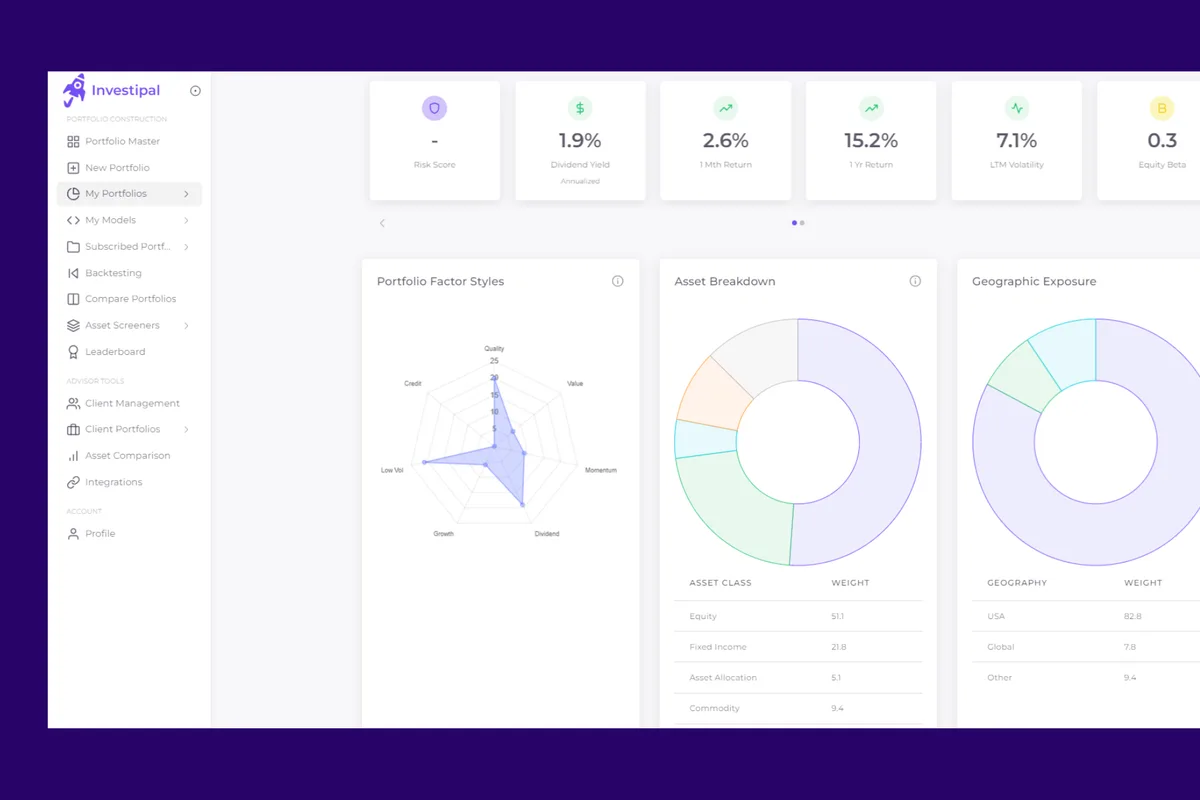 Investipal
PORTFOLIO CONSTRUCTION
Portfolio Master
New Portfolio
My Portfolios
My Models
Subscribed Portf...
Backtesting
Compare Portfolios
Asset Screeners
Leaderboard
ADVISOR TOOLS
Client Management
Client Portfolios
Asset Comparison
Integrations
ACCOUNT
Profile
-
Risk Score
1.9%
Dividend Yield
Annualized
2.6%
1 Mth Return
15.2%
1 Yr Return
7.1%
LTM Volatility
0.3
Equity Beta
Portfolio Factor Styles
Quality
25
20
15
10
5
Credit
Value
Low Vol
Momentum
Growth
Dividend
Asset Breakdown
ASSET CLASS WEIGHT
Equity 51.1
Fixed Income 21.8
Asset Allocation 5.1
Commodity 9.4
Geographic Exposure
GEOGRAPHY WEIGHT
USA 82.8
Global 7.8
Other 9.4